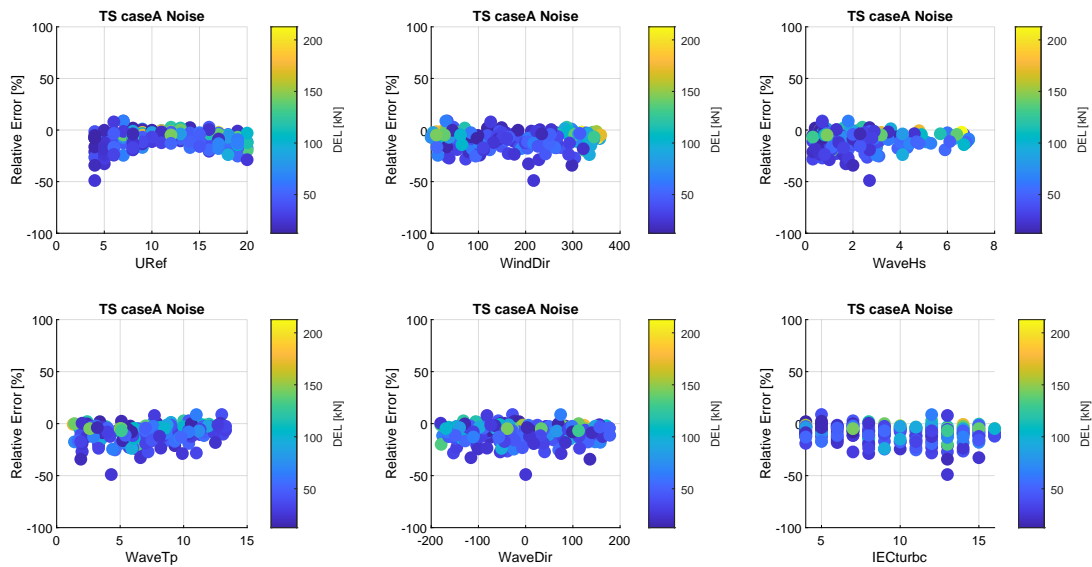 TS caseA Noise
100
50
0
-50
-100
Relative Error [%]
0 5 10 15 20
URef
200
150
100
50
DEL [kN]
TS caseA Noise
100
50
0
-50
-100
Relative Error [%]
0 100 200 300 400
WindDir
200
150
100
50
DEL [kN]
TS caseA Noise
100
50
0
-50
-100
Relative Error [%]
0 2 4 6 8
WaveHs
200
150
100
50
DEL [kN]
TS caseA Noise
100
50
0
-50
-100
Relative Error [%]
0 5 10 15
WaveTp
200
150
100
50
DEL [kN]
TS caseA Noise
100
50
0
-50
-100
Relative Error [%]
-200 -100 0 100 200
WaveDir
200
150
100
50
DEL [kN]
TS caseA Noise
100
50
0
-50
-100
Relative Error [%]
5 10 15
IECturbc
200
150
100
50
DEL [kN]